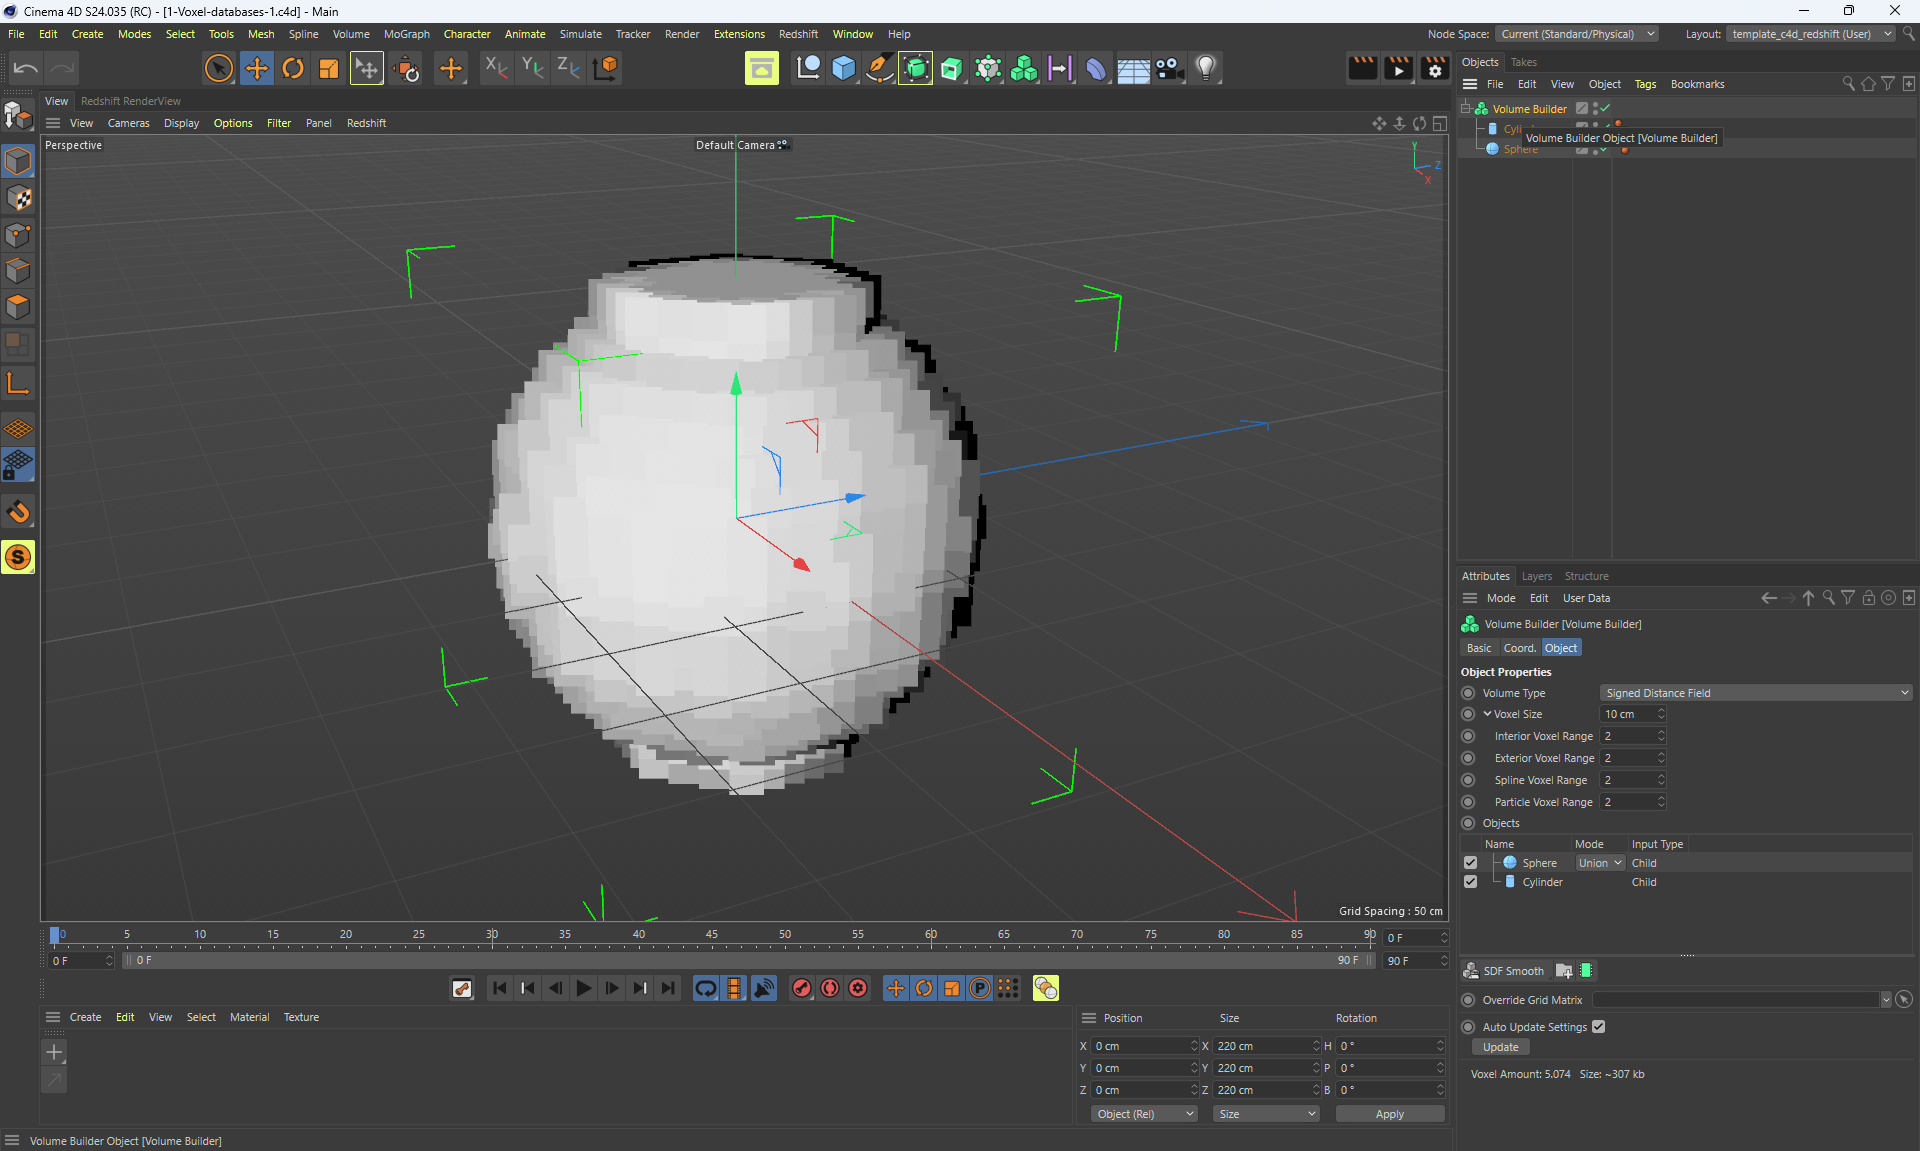 Cinema 4D S24.035 (RC) - [1-Voxel-databases-1.c4d] - Main
File Edit Create Modes Select Tools Mesh Spline Volume MoGraph Character Animate Simulate Tracker Render Extensions Redshift Window Help Node Space: Current (Standard/Physical) Layout: template_c4d_redshift (User)
X Y Z
Objects Takes
File Edit View Object Tags Bookmarks
View Redshift RenderView
View Cameras Display Options Filter Panel Redshift
Perspective
Default Camera
Y
Z
X
Volume Builder
Volume Builder Object [Volume Builder]
Sphere
S
Grid Spacing : 50 cm
Attributes Layers Structure
Mode Edit User Data
Volume Builder [Volume Builder]
Basic Coord. Object
Object Properties
Volume Type Signed Distance Field
Voxel Size 10 cm
Interior Voxel Range 2
Exterior Voxel Range 2
Spline Voxel Range 2
Particle Voxel Range 2
Objects
Name Mode Input Type
Sphere Union Child
Cylinder Child
SDF Smooth
Override Grid Matrix
Auto Update Settings
Update
Voxel Amount: 5.074 Size: ~307 kb
0 5 10 15 20 25 30 35 40 45 50 55 60 65 70 75 80 85 90 0 F
0 F 0 F 90 F 90 F
P
Create Edit View Select Material Texture
Position Size Rotation
X 0 cm X 220 cm H 0 °
Y 0 cm Y 220 cm P 0 °
Z 0 cm Z 220 cm B 0 °
Object (Rel) Size Apply
Volume Builder Object [Volume Builder]